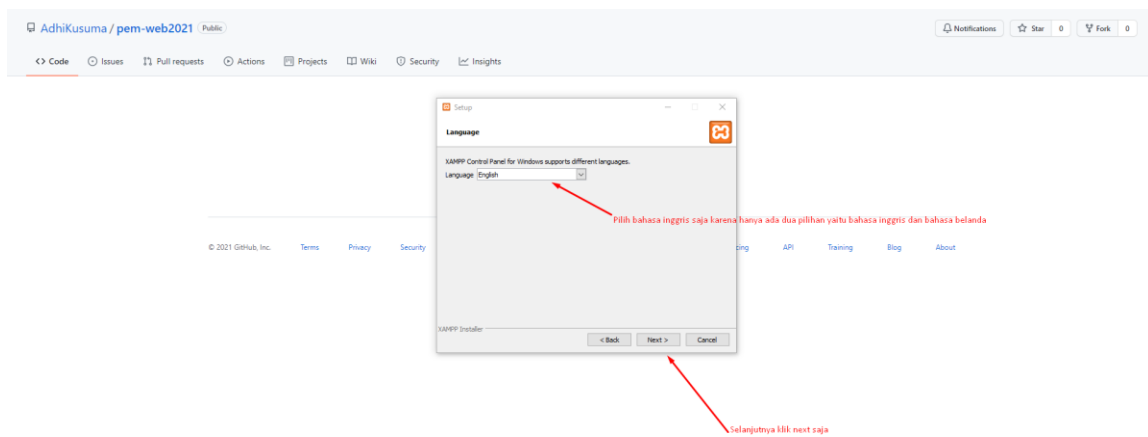 AdhiKusuma / pem-web2021 Public
Notifications Star 0 Fork 0
Code Issues Pull requests Actions Projects Wiki Security Insights
Setup
Language
XAMPP Control Panel for Windows supports different languages.
Language English
Pilih bahasa inggris saja karena hanya ada dua pilihan yaitu bahasa inggris dan bahasa belanda
© 2021 GitHub, Inc. Terms Privacy Security API Training Blog About
XAMPP Installer
< Back Next > Cancel
Selanjutnya klik next saja